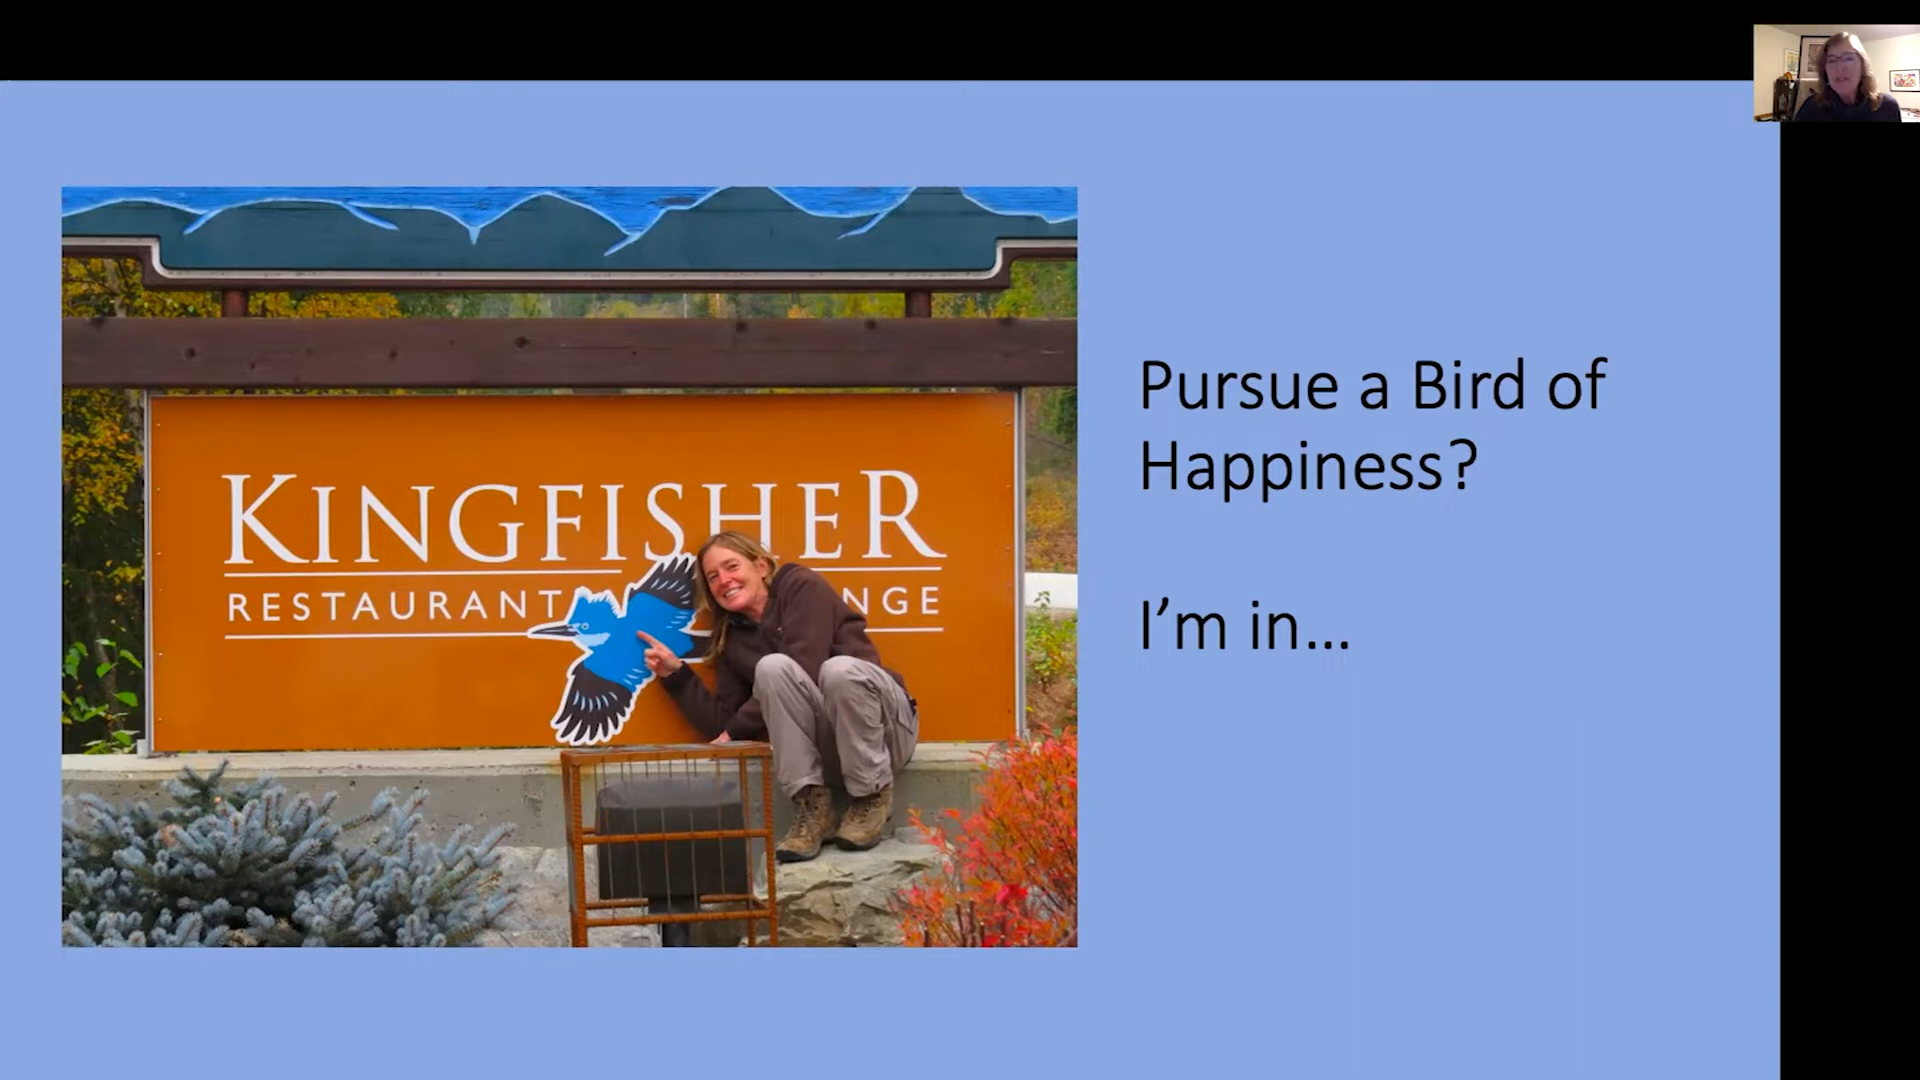 KINGFISHER
RESTAURANT NGE
Pursue a Bird of
Happiness?
I’m in…